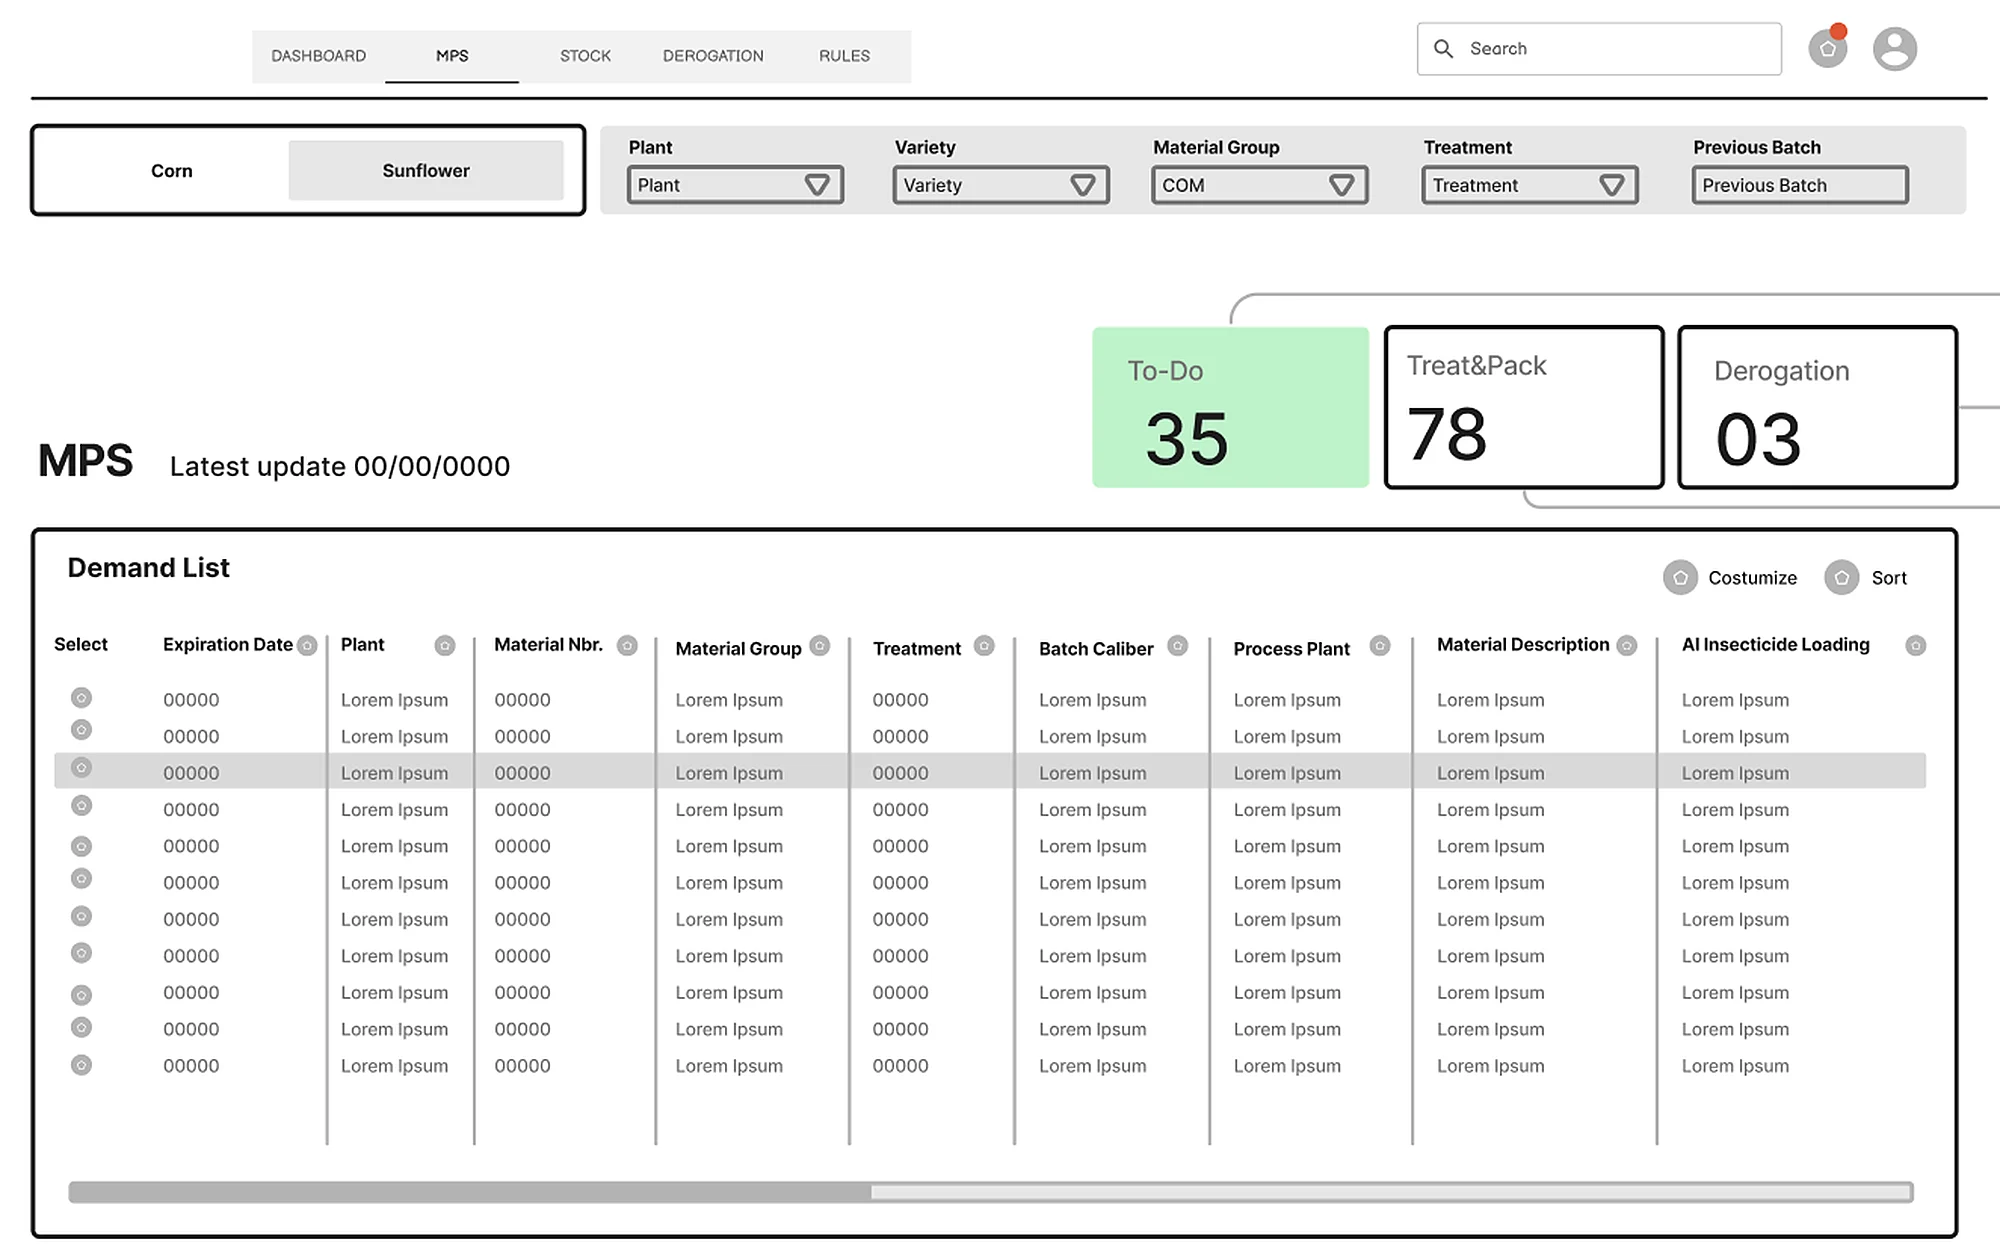 DASHBOARD MPS STOCK DEROGATION RULES Search
Corn Sunflower
Plant Variety Material Group Treatment Previous Batch
Plant Variety COM Treatment Previous Batch
To-Do Treat&Pack Derogation
35 78 03
MPS Latest update 00/00/0000
Demand List
Costumize Sort
Select Expiration Date Plant Material Nbr. Material Group Treatment Batch Caliber Process Plant Material Description AI Insecticide Loading
00000 Lorem Ipsum 00000 Lorem Ipsum 00000 Lorem Ipsum Lorem Ipsum Lorem Ipsum Lorem Ipsum
00000 Lorem Ipsum 00000 Lorem Ipsum 00000 Lorem Ipsum Lorem Ipsum Lorem Ipsum Lorem Ipsum
00000 Lorem Ipsum 00000 Lorem Ipsum 00000 Lorem Ipsum Lorem Ipsum Lorem Ipsum Lorem Ipsum
00000 Lorem Ipsum 00000 Lorem Ipsum 00000 Lorem Ipsum Lorem Ipsum Lorem Ipsum Lorem Ipsum
00000 Lorem Ipsum 00000 Lorem Ipsum 00000 Lorem Ipsum Lorem Ipsum Lorem Ipsum Lorem Ipsum
00000 Lorem Ipsum 00000 Lorem Ipsum 00000 Lorem Ipsum Lorem Ipsum Lorem Ipsum Lorem Ipsum
00000 Lorem Ipsum 00000 Lorem Ipsum 00000 Lorem Ipsum Lorem Ipsum Lorem Ipsum Lorem Ipsum
00000 Lorem Ipsum 00000 Lorem Ipsum 00000 Lorem Ipsum Lorem Ipsum Lorem Ipsum Lorem Ipsum
00000 Lorem Ipsum 00000 Lorem Ipsum 00000 Lorem Ipsum Lorem Ipsum Lorem Ipsum Lorem Ipsum
00000 Lorem Ipsum 00000 Lorem Ipsum 00000 Lorem Ipsum Lorem Ipsum Lorem Ipsum Lorem Ipsum
00000 Lorem Ipsum 00000 Lorem Ipsum 00000 Lorem Ipsum Lorem Ipsum Lorem Ipsum Lorem Ipsum